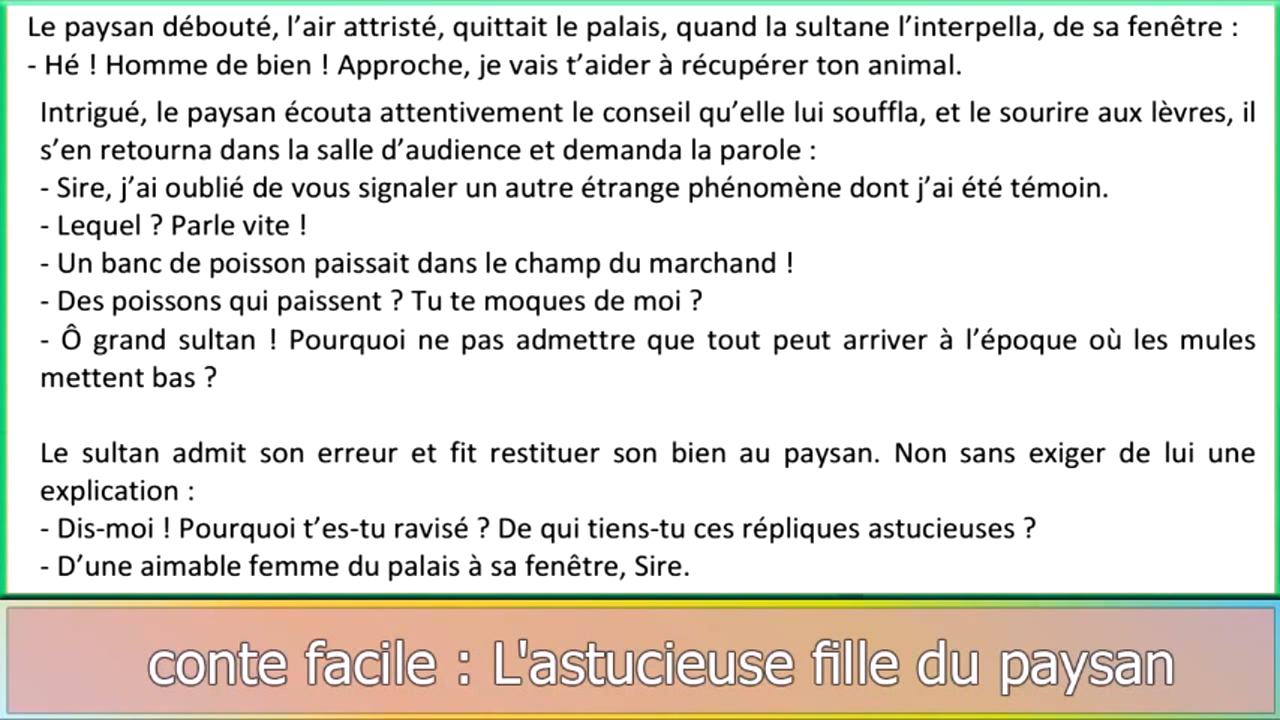 Le paysan débouté, l’air attristé, quittait le palais, quand la sultane l’interpella, de sa fenêtre :
- Hé ! Homme de bien ! Approche, je vais t’aider à récupérer ton animal.
Intrigué, le paysan écouta attentivement le conseil qu’elle lui souffla, et le sourire aux lèvres, il
s’en retourna dans la salle d’audience et demanda la parole :
- Sire, j’ai oublié de vous signaler un autre étrange phénomène dont j’ai été témoin.
- Lequel ? Parle vite !
- Un banc de poisson paissait dans le champ du marchand !
- Des poissons qui paissent ? Tu te moques de moi ?
- Ô grand sultan ! Pourquoi ne pas admettre que tout peut arriver à l’époque où les mules
mettent bas ?
Le sultan admit son erreur et fit restituer son bien au paysan. Non sans exiger de lui une
explication :
- Dis-moi ! Pourquoi t’es-tu ravisé ? De qui tiens-tu ces répliques astucieuses ?
- D’une aimable femme du palais à sa fenêtre, Sire.
conte facile : L'astucieuse fille du paysan